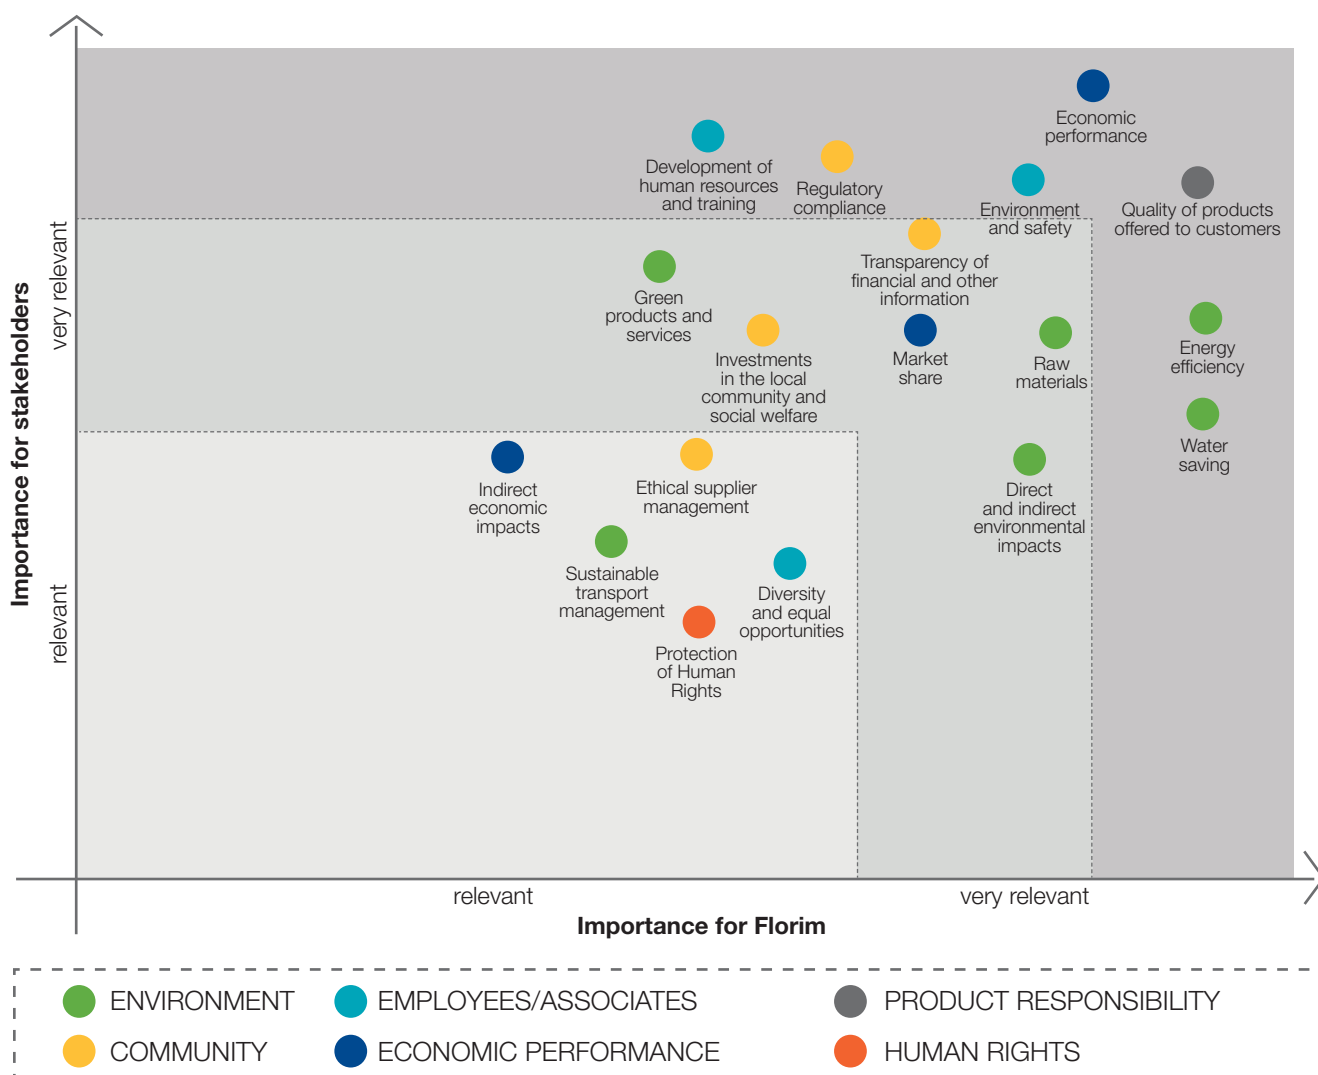 Economic
performance
Development of
human resources
and training
Regulatory
compliance
Environment
and safety
Quality of products
offered to customers
Transparency of
financial and other
information
Green
products and
services
Investments
in the local
community and
social welfare
Market
share
Raw
materials
Energy
efficiency
Water
saving
Indirect
economic
impacts
Ethical supplier
management
Direct
and indirect
environmental
impacts
Sustainable
transport
management
Diversity
and equal
opportunities
Protection
of Human
Rights
Importance for stakeholders
very relevant
relevant
relevant
very relevant
Importance for Florim
ENVIRONMENT
EMPLOYEES/ASSOCIATES
PRODUCT RESPONSIBILITY
COMMUNITY
ECONOMIC PERFORMANCE
HUMAN RIGHTS